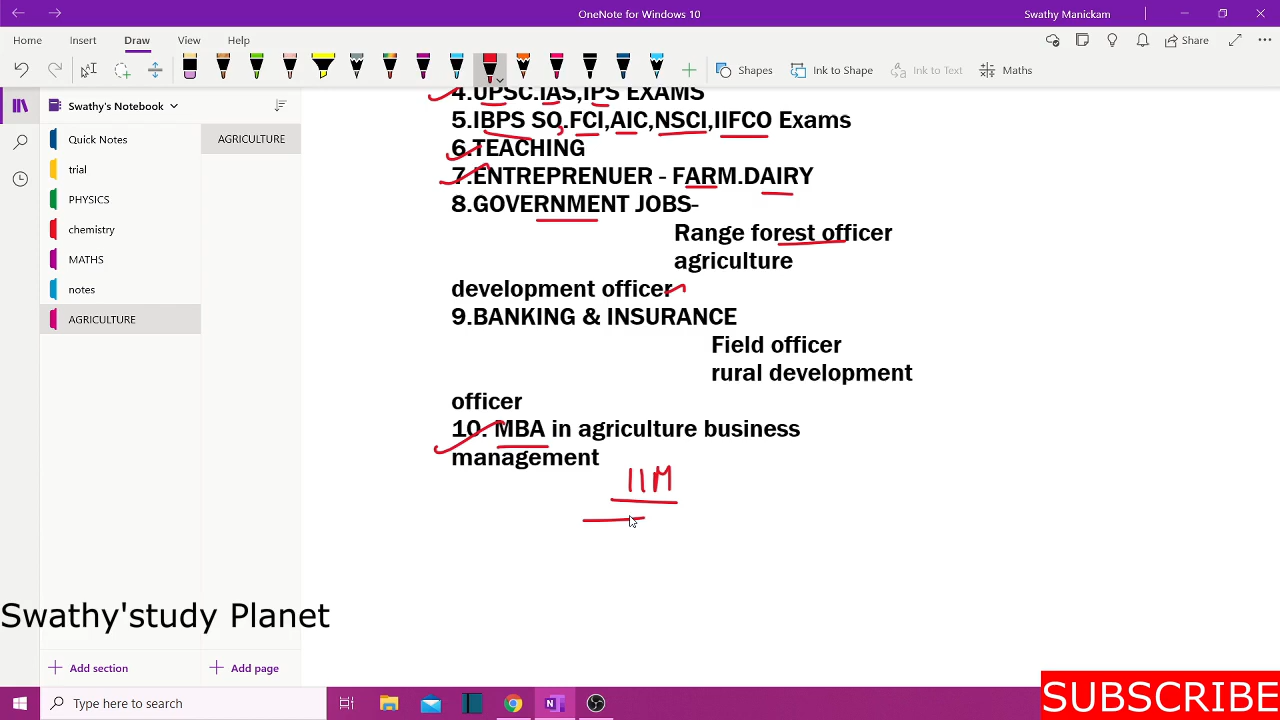 OneNote for Windows 10
Swathy Manickam
Home Insert Draw View Help
Share
Shapes
Ink to Shape
Ink to Text
Maths
Swathy's Notebook
Quick Notes
trial
PHYSICS
chemistry
MATHS
notes
AGRICULTURE
AGRICULTURE
4.UPSC.IAS,IPS EXAMS
5.IBPS SO.FCI,AIC,NSCI,IIFCO Exams
6.TEACHING
7.ENTREPRENUER - FARM.DAIRY
8.GOVERNMENT JOBS-
Range forest officer
agriculture
development officer
9.BANKING & INSURANCE
Field officer
rural development
officer
10. MBA in agriculture business
management
IIM
Swathy'study Planet
Add section
Add page
Type here to search
SUBSCRIBE